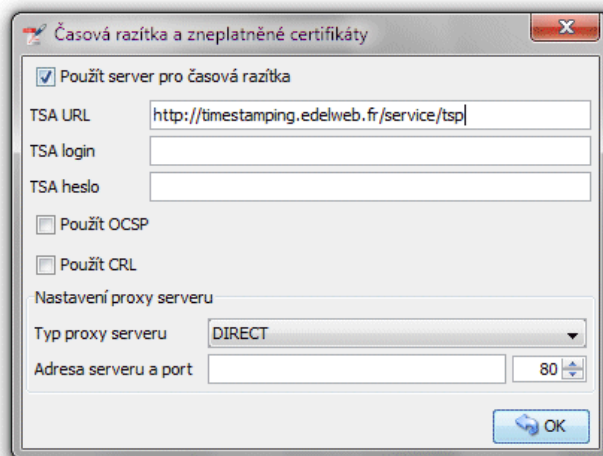 Časová razítka a zneplatněné certifikáty
Použít server pro časová razítka
TSA URL http://timestamping.edelweb.fr/service/tsp
TSA login
TSA heslo
Použít OCSP
Použít CRL
Nastavení proxy serveru
Typ proxy serveru DIRECT
Adresa serveru a port 80
OK